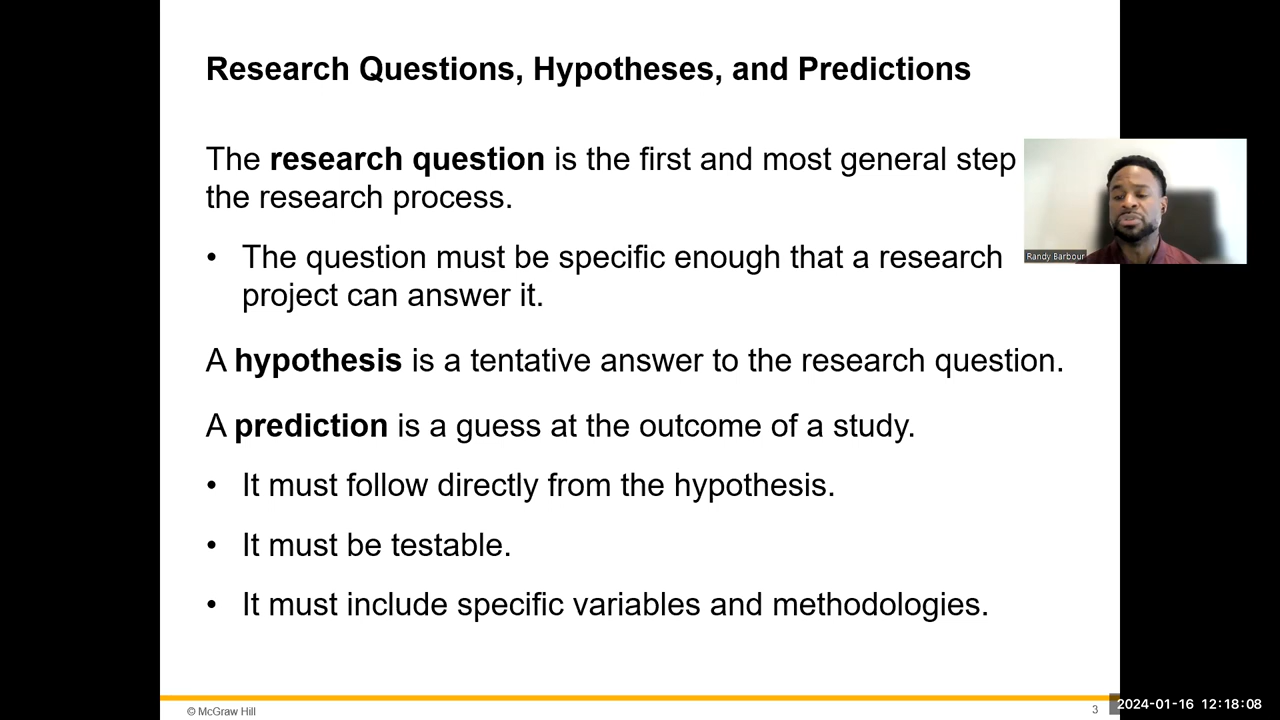 Research Questions, Hypotheses, and Predictions
The research question is the first and most general step
the research process.
• The question must be specific enough that a research
project can answer it.
A hypothesis is a tentative answer to the research question.
A prediction is a guess at the outcome of a study.
• It must follow directly from the hypothesis.
• It must be testable.
• It must include specific variables and methodologies.
Randy Barbour
© McGraw Hill
3
2024-01-16 12:18:08